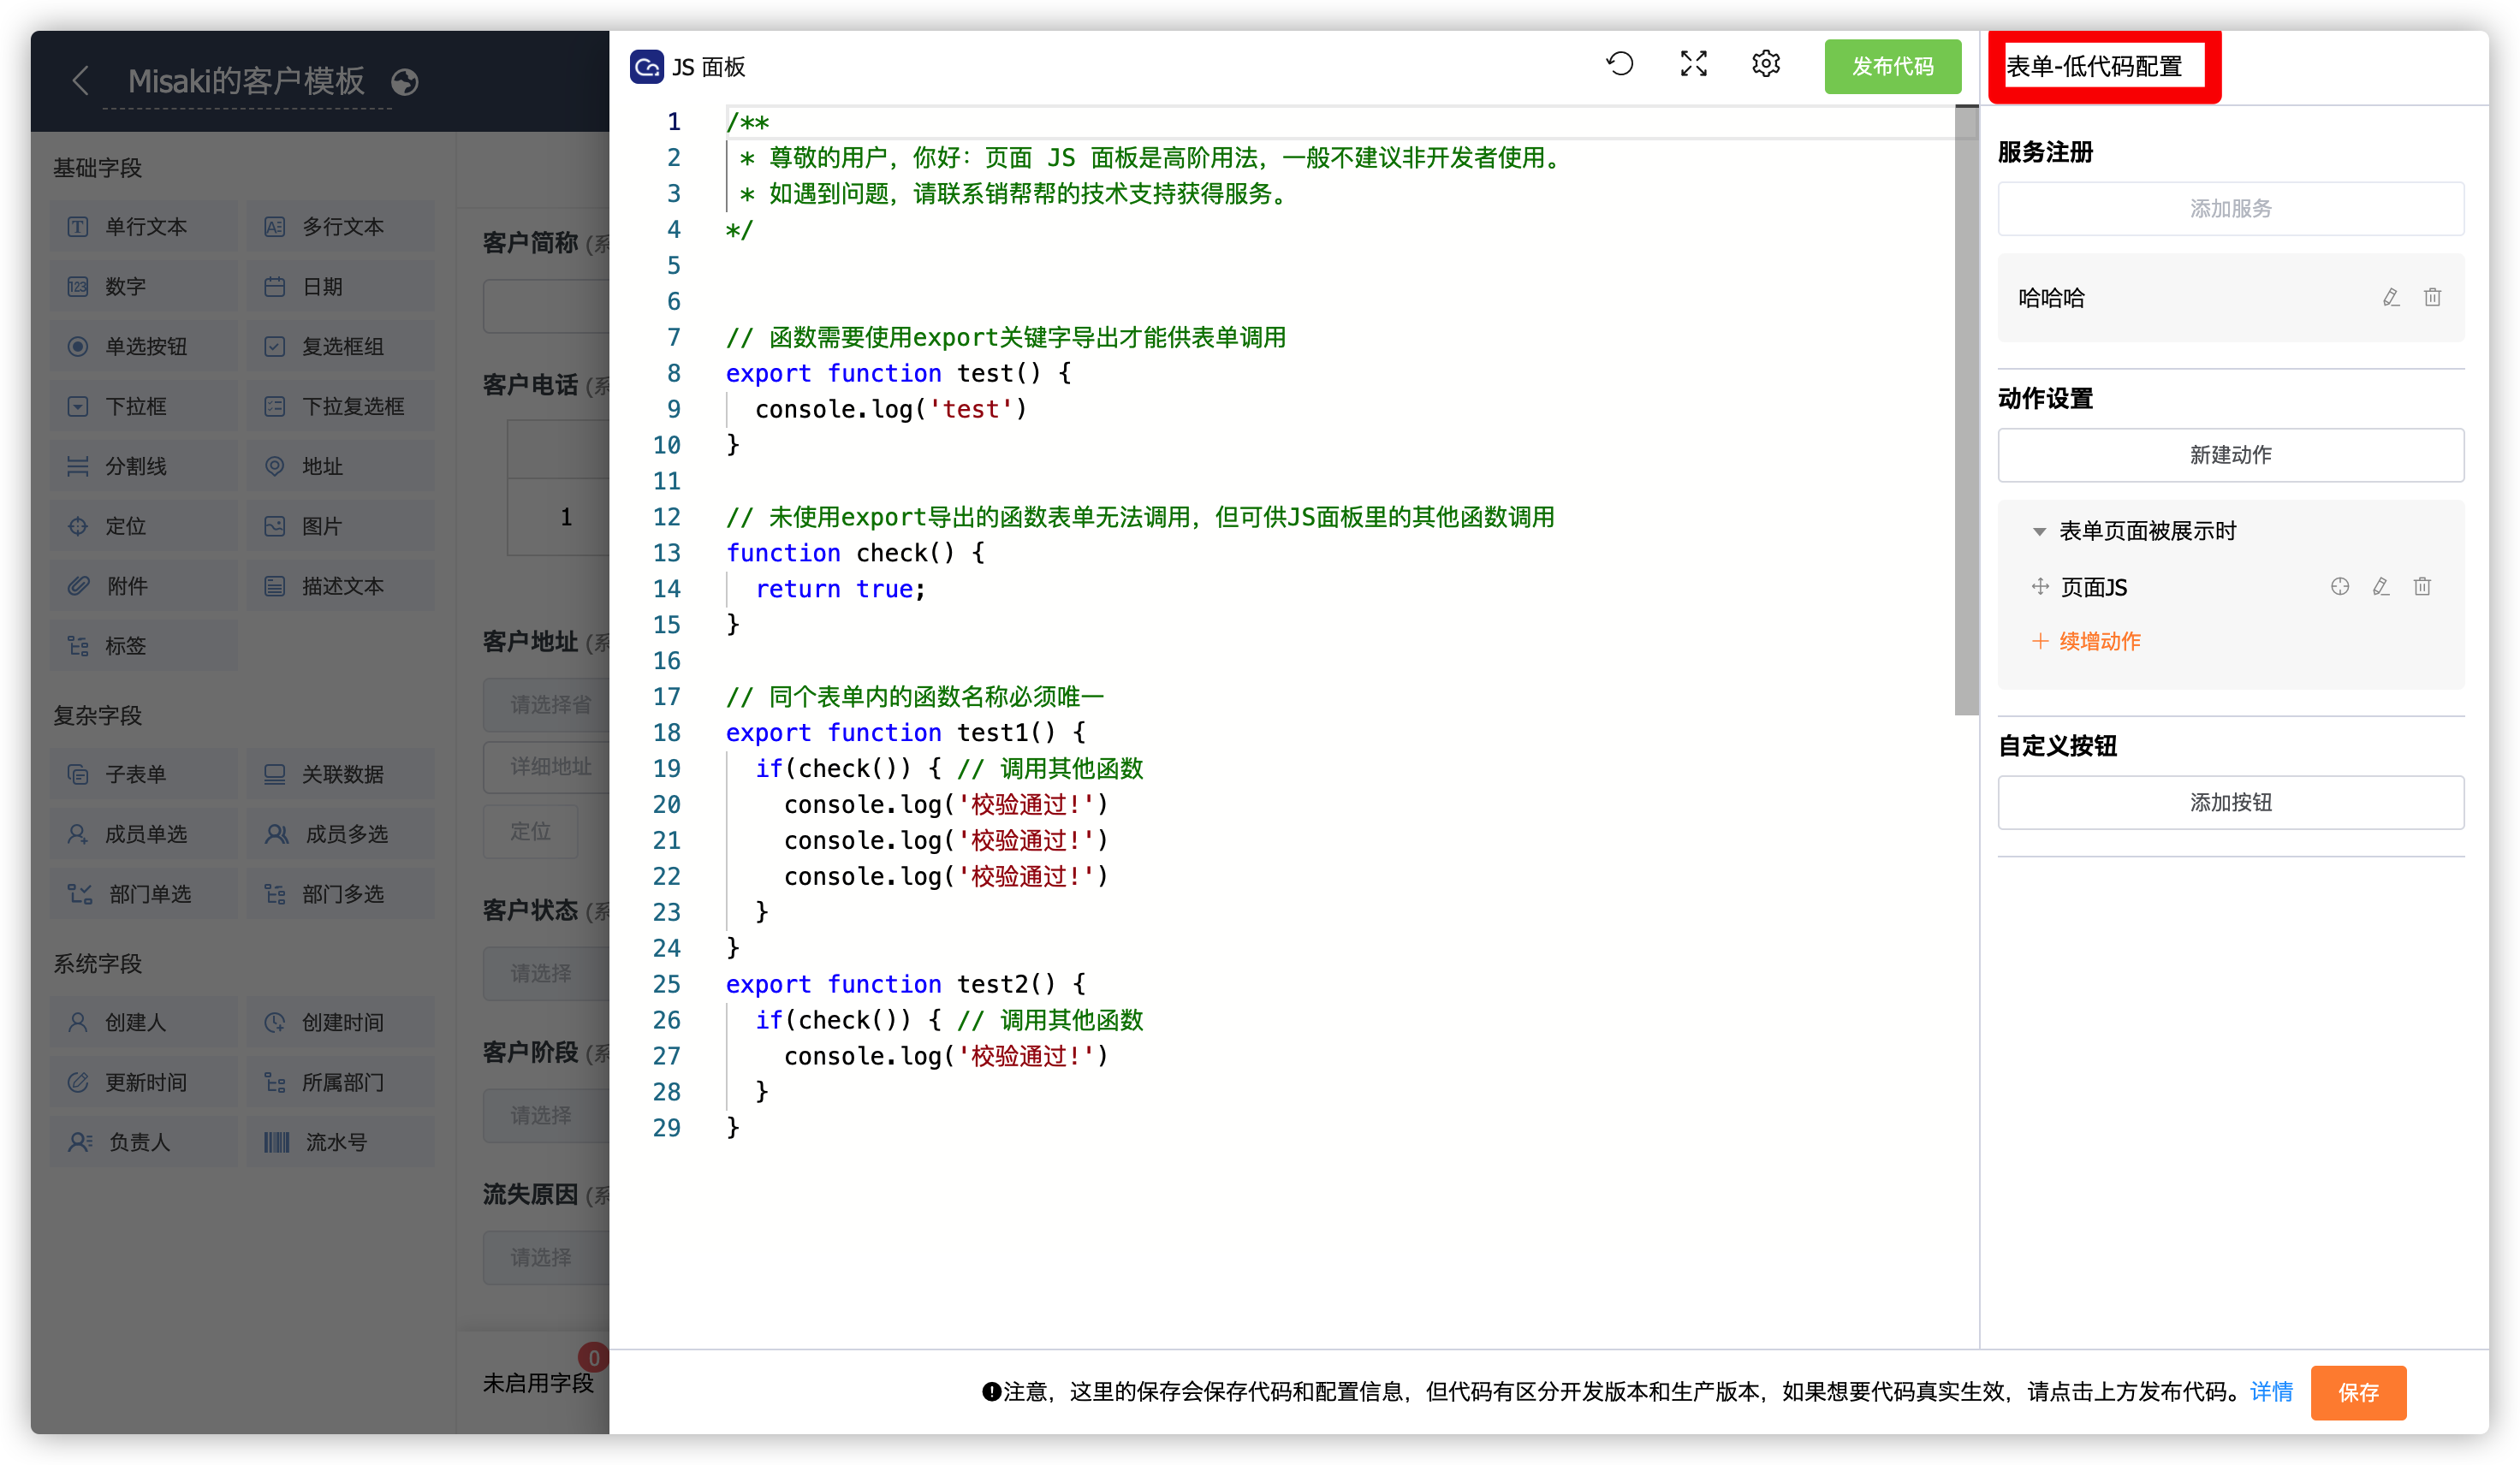 Misaki的客户模板
基础字段
单行文本
多行文本
数字
日期
单选按钮
复选框组
下拉框
下拉复选框
分割线
地址
定位
图片
附件
描述文本
标签
复杂字段
子表单
关联数据
成员单选
成员多选
部门单选
部门多选
系统字段
创建人
创建时间
更新时间
所属部门
负责人
流水号
客户简称 (系
客户电话 (系
1
客户地址 (系
请选择省
详细地址
定位
客户状态 (系
请选择
客户阶段 (系
请选择
流失原因 (系
请选择
未启用字段
0
JS 面板
发布代码
1 /**
2 * 尊敬的用户，你好：页面 JS 面板是高阶用法，一般不建议非开发者使用。
3 * 如遇到问题，请联系销帮帮的技术支持获得服务。
4 */
5
6
7 // 函数需要使用export关键字导出才能供表单调用
8 export function test() {
9 console.log('test')
10 }
11
12 // 未使用export导出的函数表单无法调用，但可供JS面板里的其他函数调用
13 function check() {
14 return true;
15 }
16
17 // 同个表单内的函数名称必须唯一
18 export function test1() {
19 if(check()) { // 调用其他函数
20 console.log('校验通过!')
21 console.log('校验通过!')
22 console.log('校验通过!')
23 }
24 }
25 export function test2() {
26 if(check()) { // 调用其他函数
27 console.log('校验通过!')
28 }
29 }
表单-低代码配置
服务注册
添加服务
哈哈哈
动作设置
新建动作
表单页面被展示时
页面JS
+ 续增动作
自定义按钮
添加按钮
注意，这里的保存会保存代码和配置信息，但代码有区分开发版本和生产版本，如果想要代码真实生效，请点击上方发布代码。详情
保存